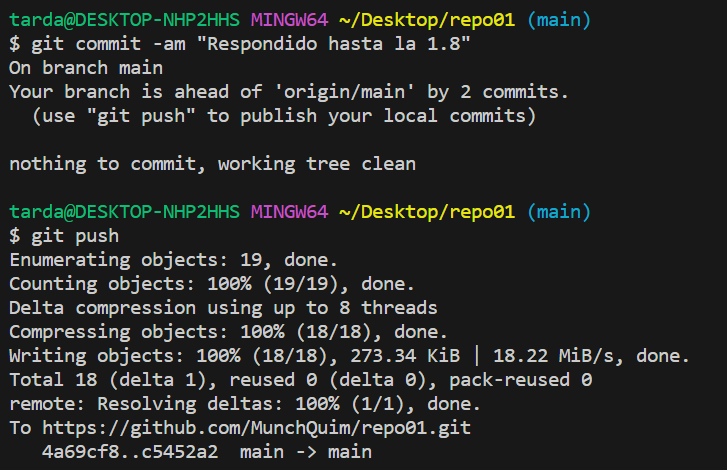 tarda@DESKTOP-NHP2HHS MINGW64 ~/Desktop/repo01 (main)
$ git commit -am "Respondido hasta la 1.8"
On branch main
Your branch is ahead of 'origin/main' by 2 commits.
  (use "git push" to publish your local commits)

nothing to commit, working tree clean

tarda@DESKTOP-NHP2HHS MINGW64 ~/Desktop/repo01 (main)
$ git push
Enumerating objects: 19, done.
Counting objects: 100% (19/19), done.
Delta compression using up to 8 threads
Compressing objects: 100% (18/18), done.
Writing objects: 100% (18/18), 273.34 KiB | 18.22 MiB/s, done.
Total 18 (delta 1), reused 0 (delta 0), pack-reused 0
remote: Resolving deltas: 100% (1/1), done.
To https://github.com/MunchQuim/repo01.git
   4a69cf8..c5452a2  main -> main